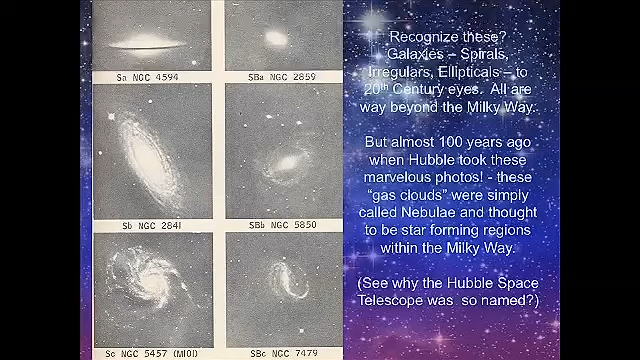 Sa NGC 4594
SBa NGC 2859
Sb NGC 2841
SBb NGC 5850
Sc NGC 5457 (M101)
SBc NGC 7479
Recognize these?
Galaxies – Spirals,
Irregulars, Ellipticals – to
20th Century eyes. All are
way beyond the Milky Way.
But almost 100 years ago
when Hubble took these
marvelous photos! - these
“gas clouds” were simply
called Nebulae and thought
to be star forming regions
within the Milky Way.
(See why the Hubble Space
Telescope was so named?)